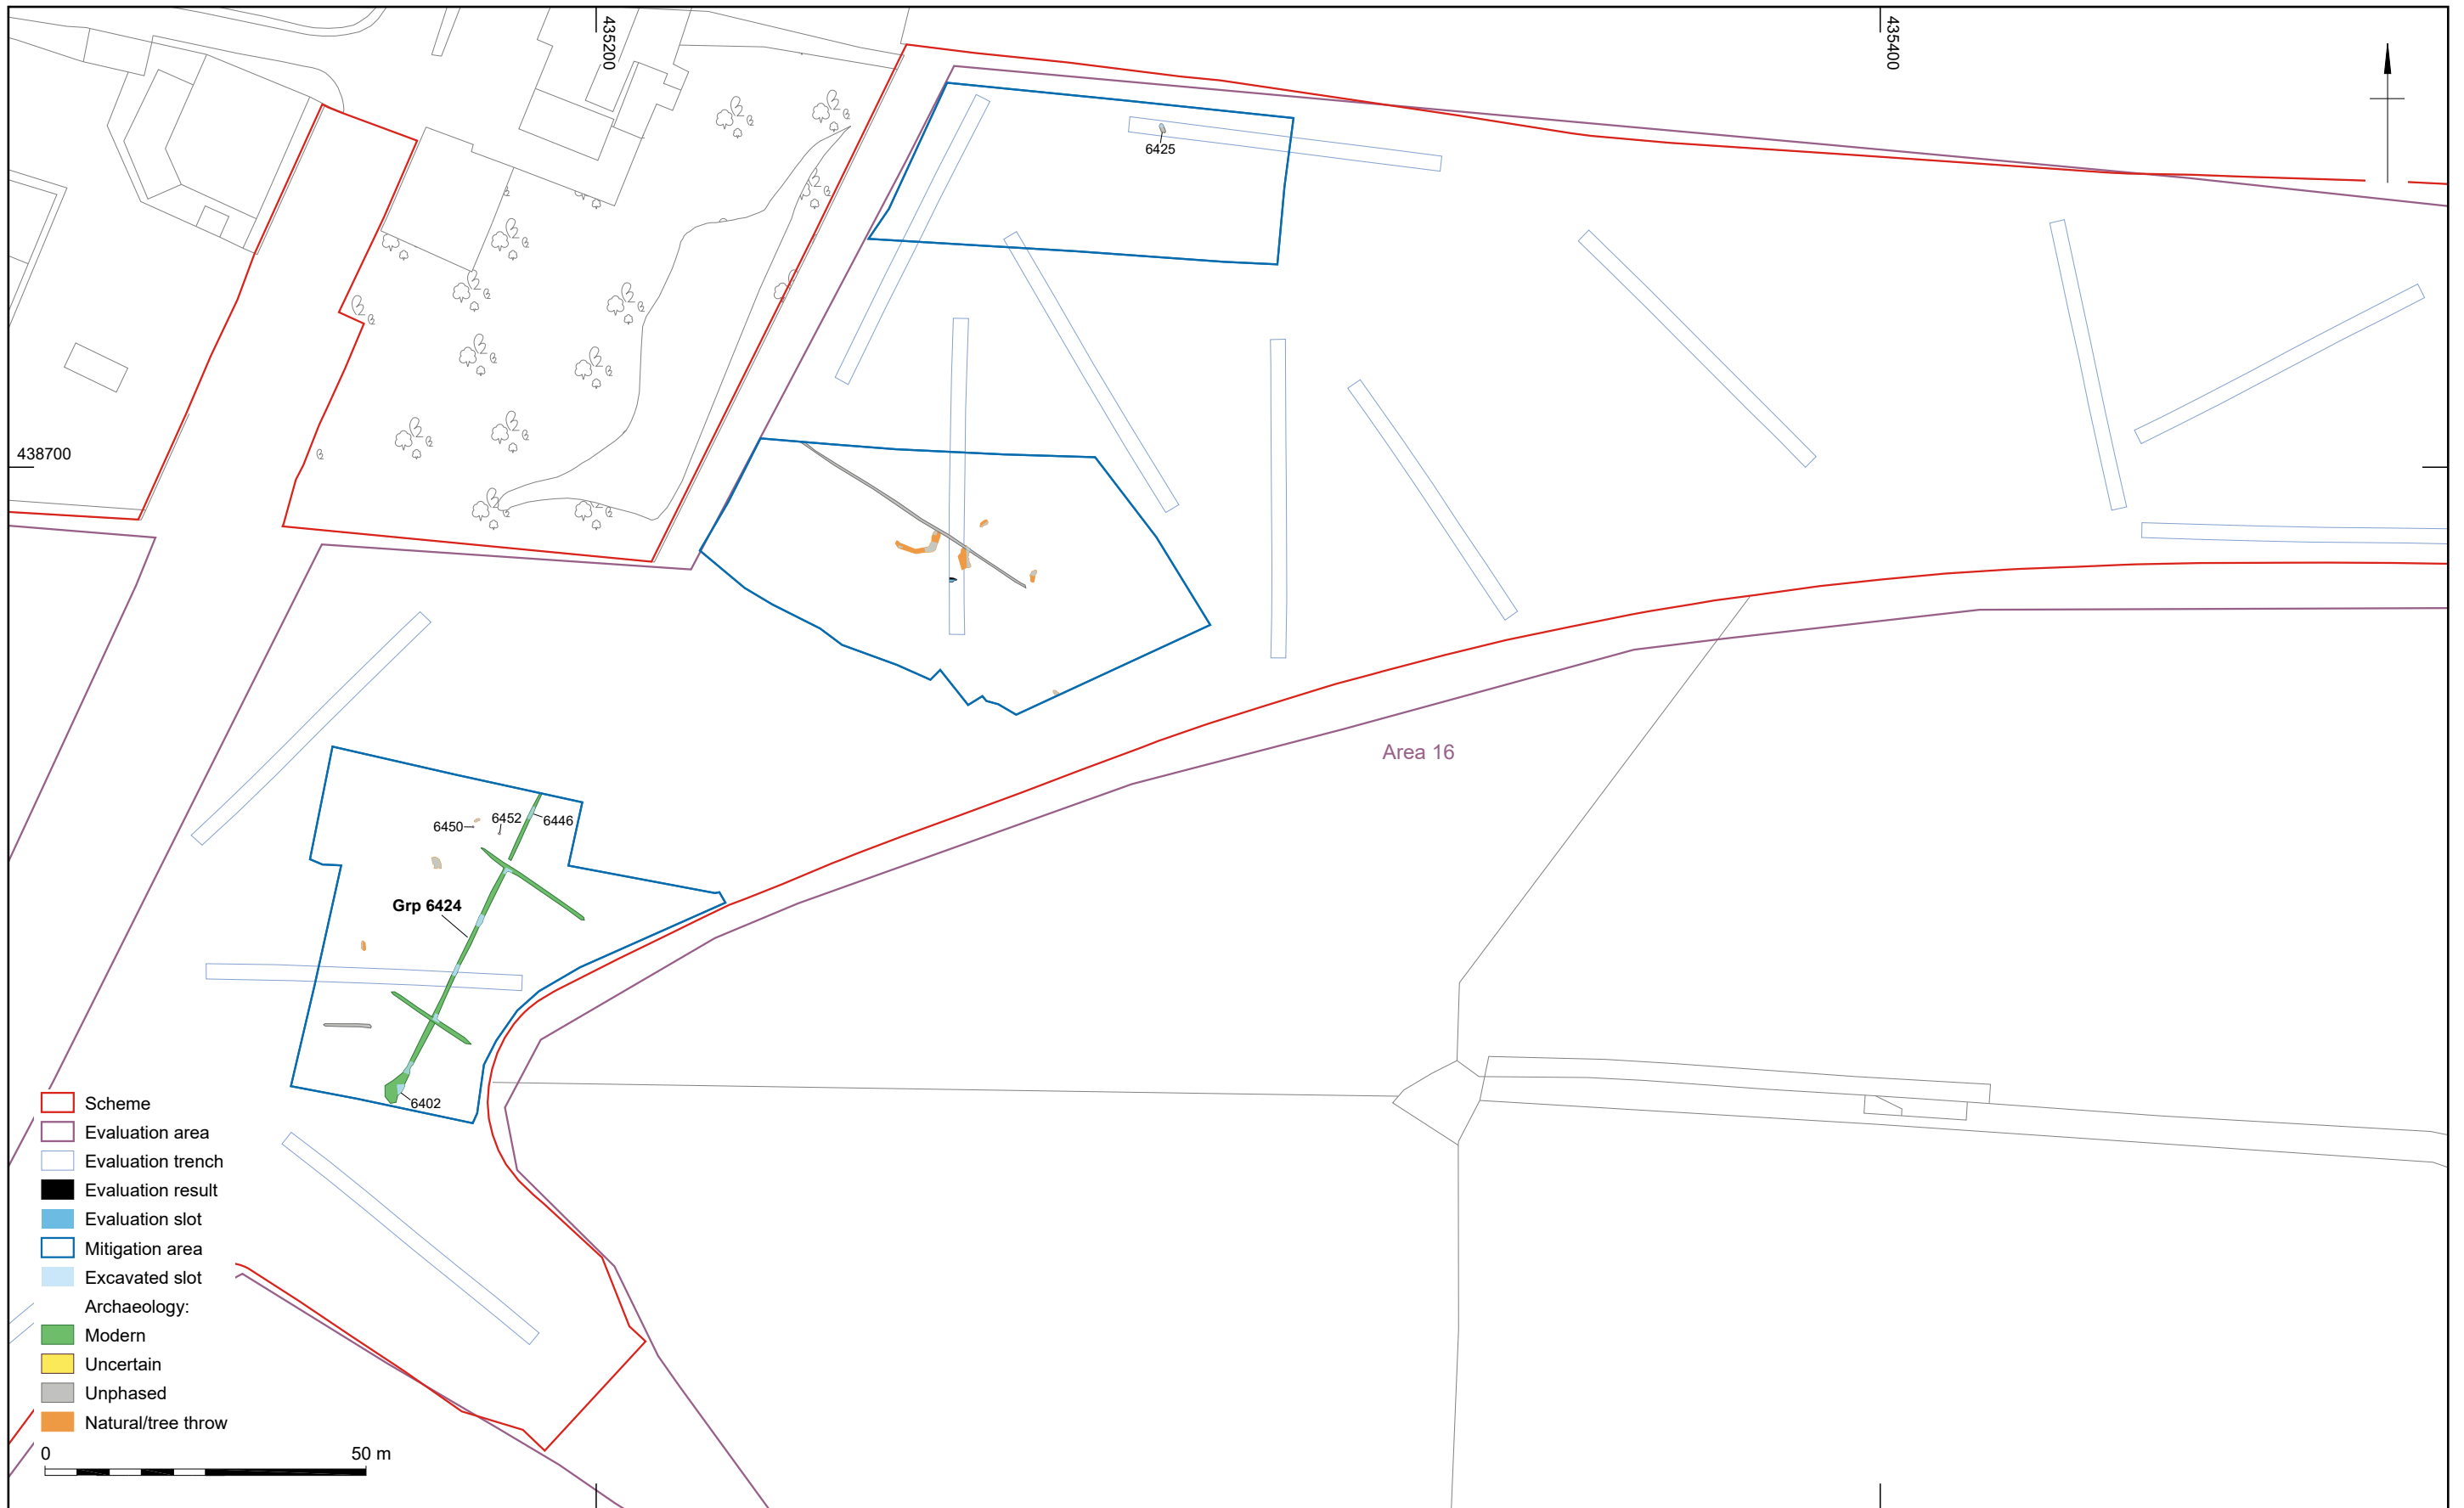 435200
435400
6425
438700
Area 16
6450
6452
6446
Grp 6424
6402
Scheme
Evaluation area
Evaluation trench
Evaluation result
Evaluation slot
Mitigation area
Excavated slot
Archaeology:
Modern
Uncertain
Unphased
Natural/tree throw
0 50 m